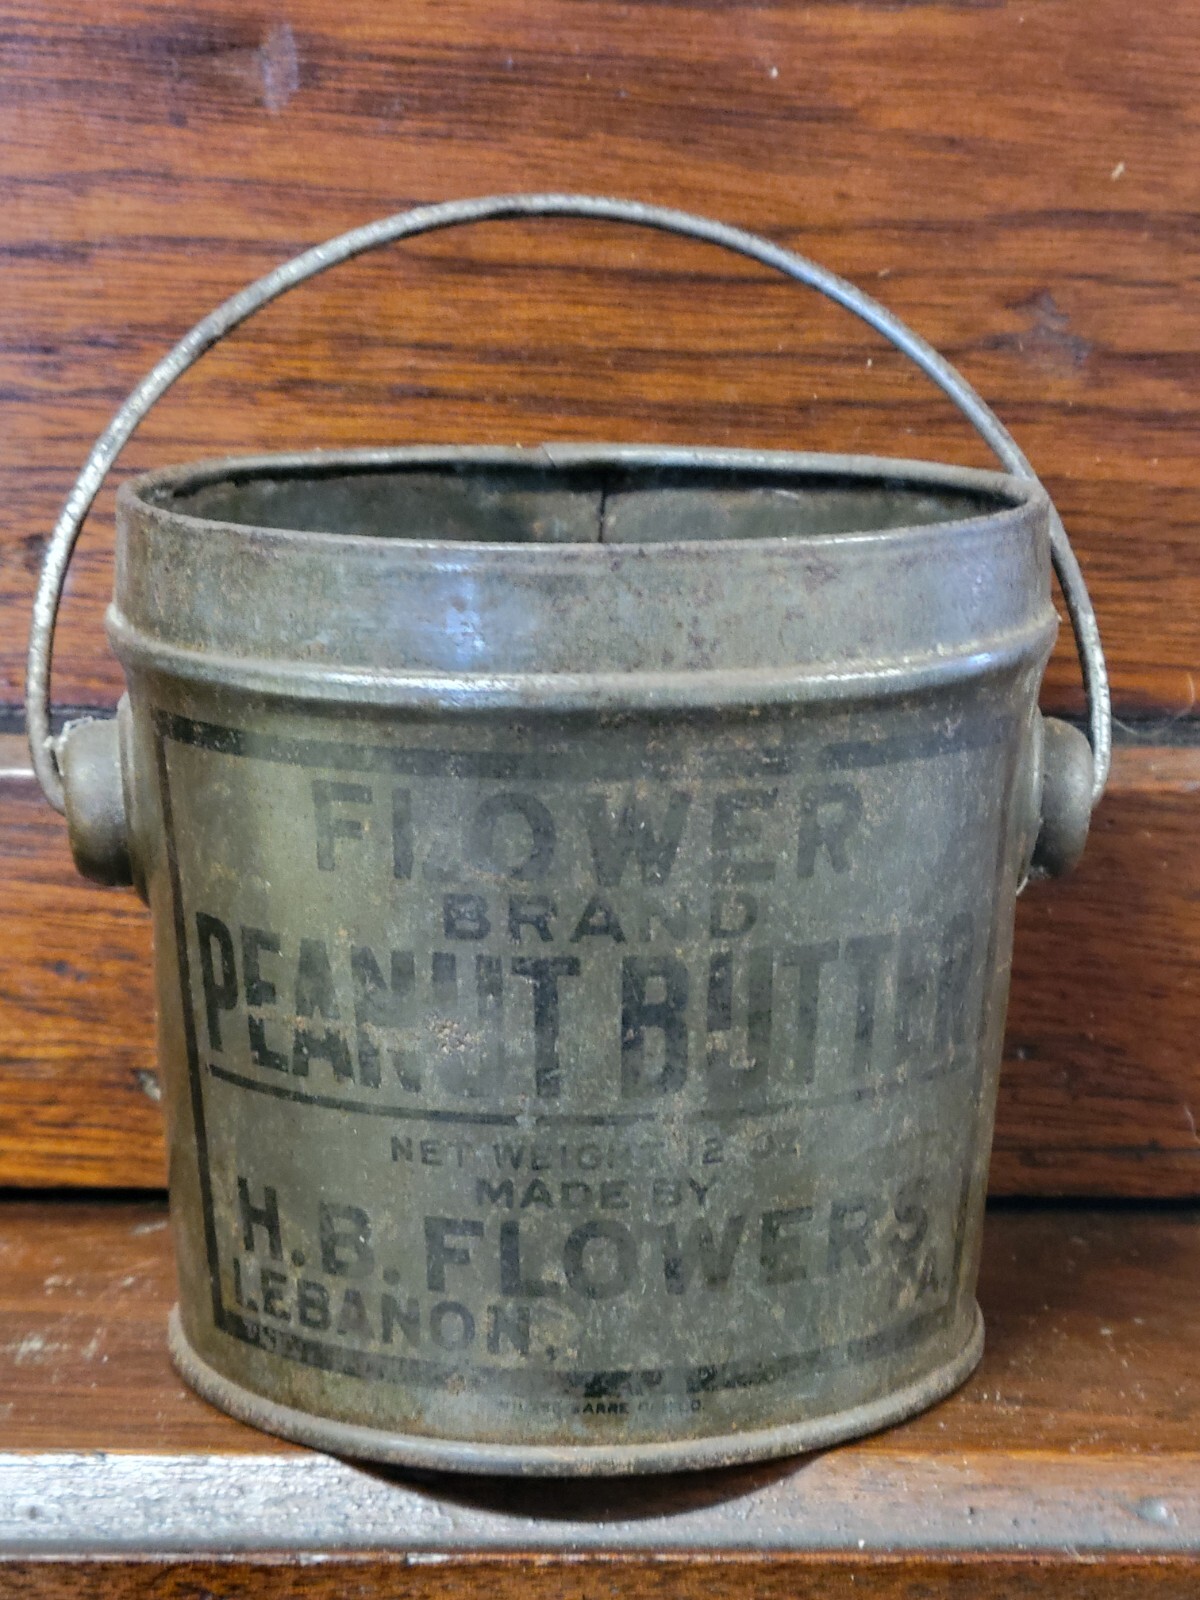 FLOWER
BRAND
PEANUT BUTTER
NET WEIGHT 12 OZ
MADE BY
H.B. FLOWERS
LEBANON, PA.